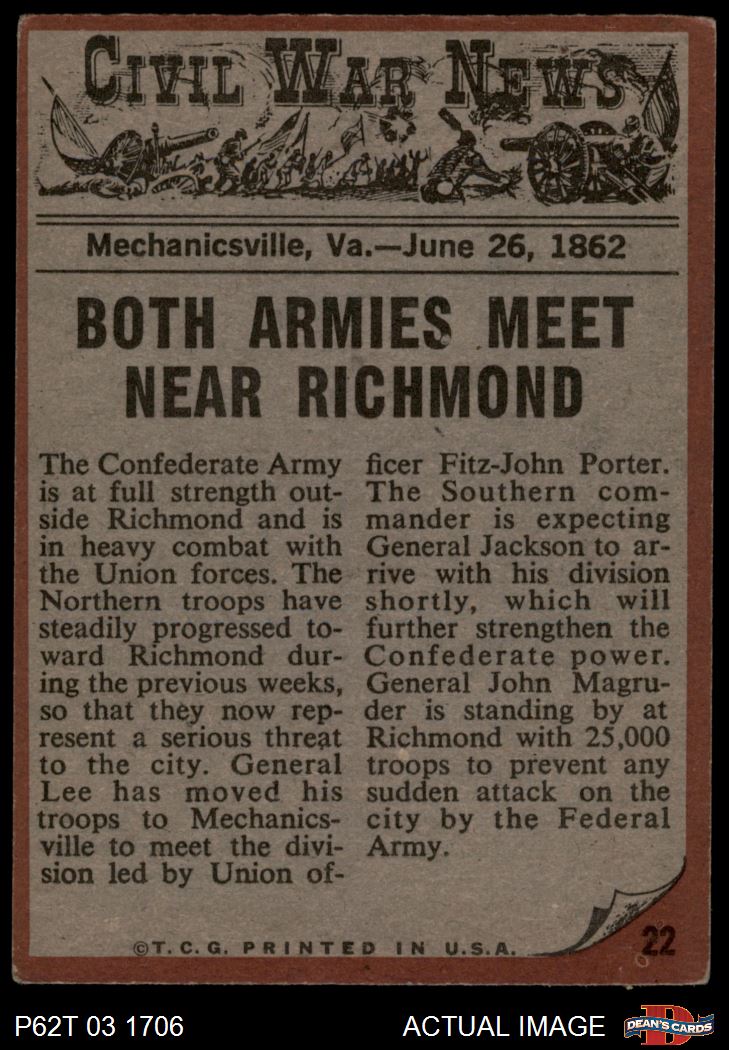 CIVIL WAR NEWS
Mechanicsville, Va.—June 26, 1862
BOTH ARMIES MEET
NEAR RICHMOND
The Confederate Army
is at full strength out-
side Richmond and is
in heavy combat with
the Union forces. The
Northern troops have
steadily progressed to-
ward Richmond dur-
ing the previous weeks,
so that they now rep-
resent a serious threat
to the city. General
Lee has moved his
troops to Mechanics-
ville to meet the divi-
sion led by Union of-
ficer Fitz-John Porter.
The Southern com-
mander is expecting
General Jackson to ar-
rive with his division
shortly, which will
further strengthen the
Confederate power.
General John Magru-
der is standing by at
Richmond with 25,000
troops to prevent any
sudden attack on the
city by the Federal
Army.
©T.C.G. PRINTED IN U.S.A.
22
P62T 03 1706
ACTUAL IMAGE
D
DEAN'S CARDS